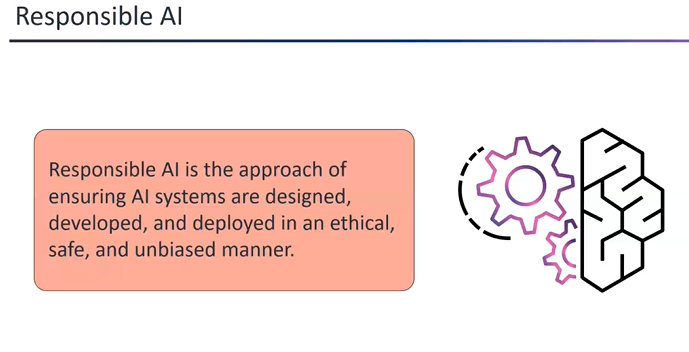 Responsible AI
Responsible AI is the approach of
ensuring AI systems are designed,
developed, and deployed in an ethical,
safe, and unbiased manner.